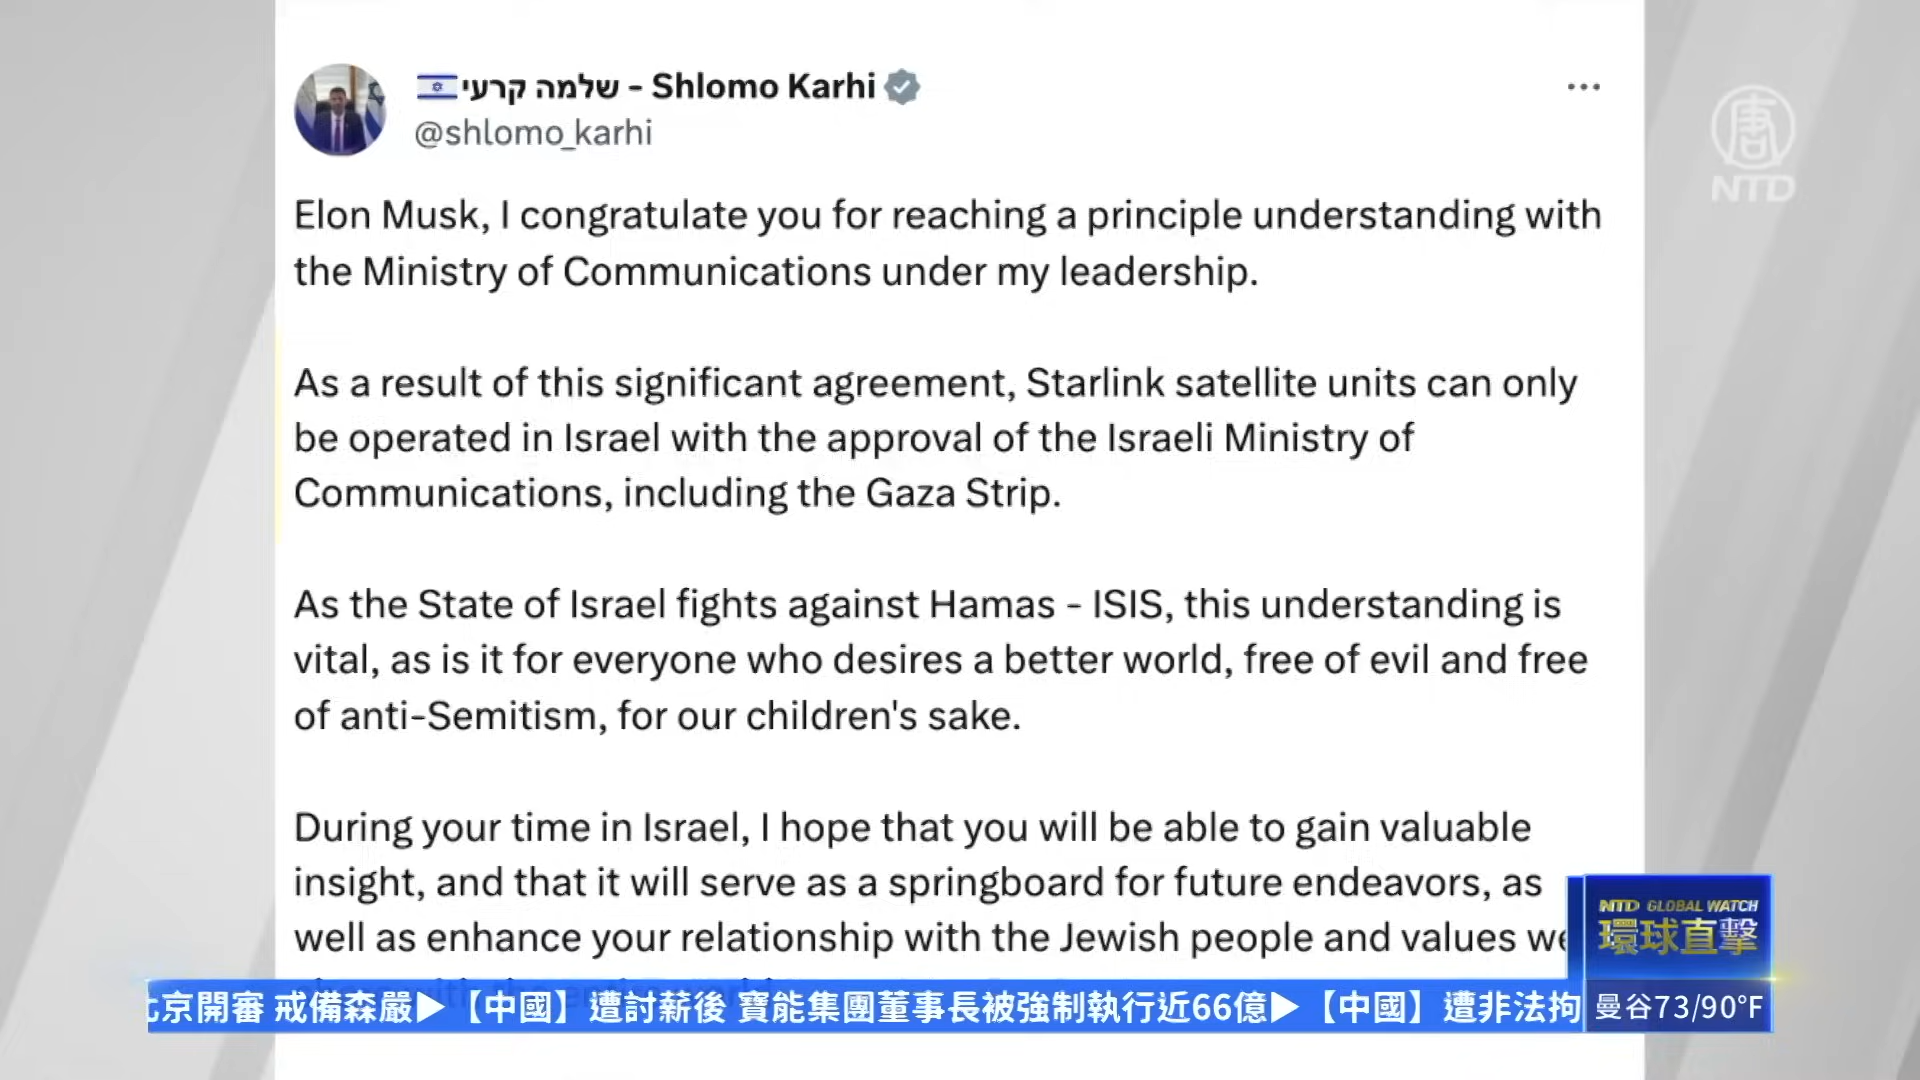 שלמה קרעי - Shlomo Karhi
@shlomo_karhi
Elon Musk, I congratulate you for reaching a principle understanding with
the Ministry of Communications under my leadership.
As a result of this significant agreement, Starlink satellite units can only
be operated in Israel with the approval of the Israeli Ministry of
Communications, including the Gaza Strip.
As the State of Israel fights against Hamas - ISIS, this understanding is
vital, as is it for everyone who desires a better world, free of evil and free
of anti-Semitism, for our children's sake.
During your time in Israel, I hope that you will be able to gain valuable
insight, and that it will serve as a springboard for future endeavors, as
well as enhance your relationship with the Jewish people and values we
唐
NTD
NTD GLOBAL WATCH
環球直擊
京開審 戒備森嚴▶【中國】遭討薪後 寶能集團董事長被強制執行近66億▶【中國】遭非法拘
曼谷73/90°F